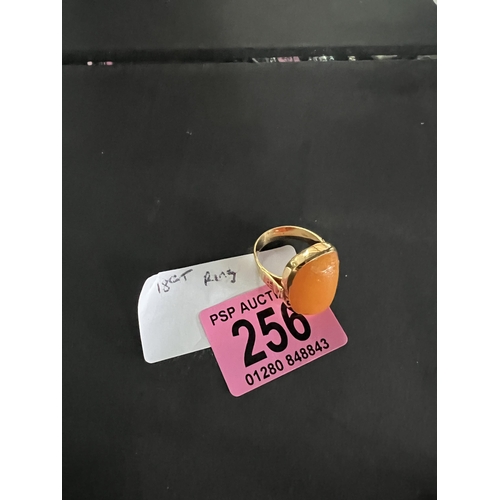 18CT Ring
PSP AUCTI
256
01280 848843